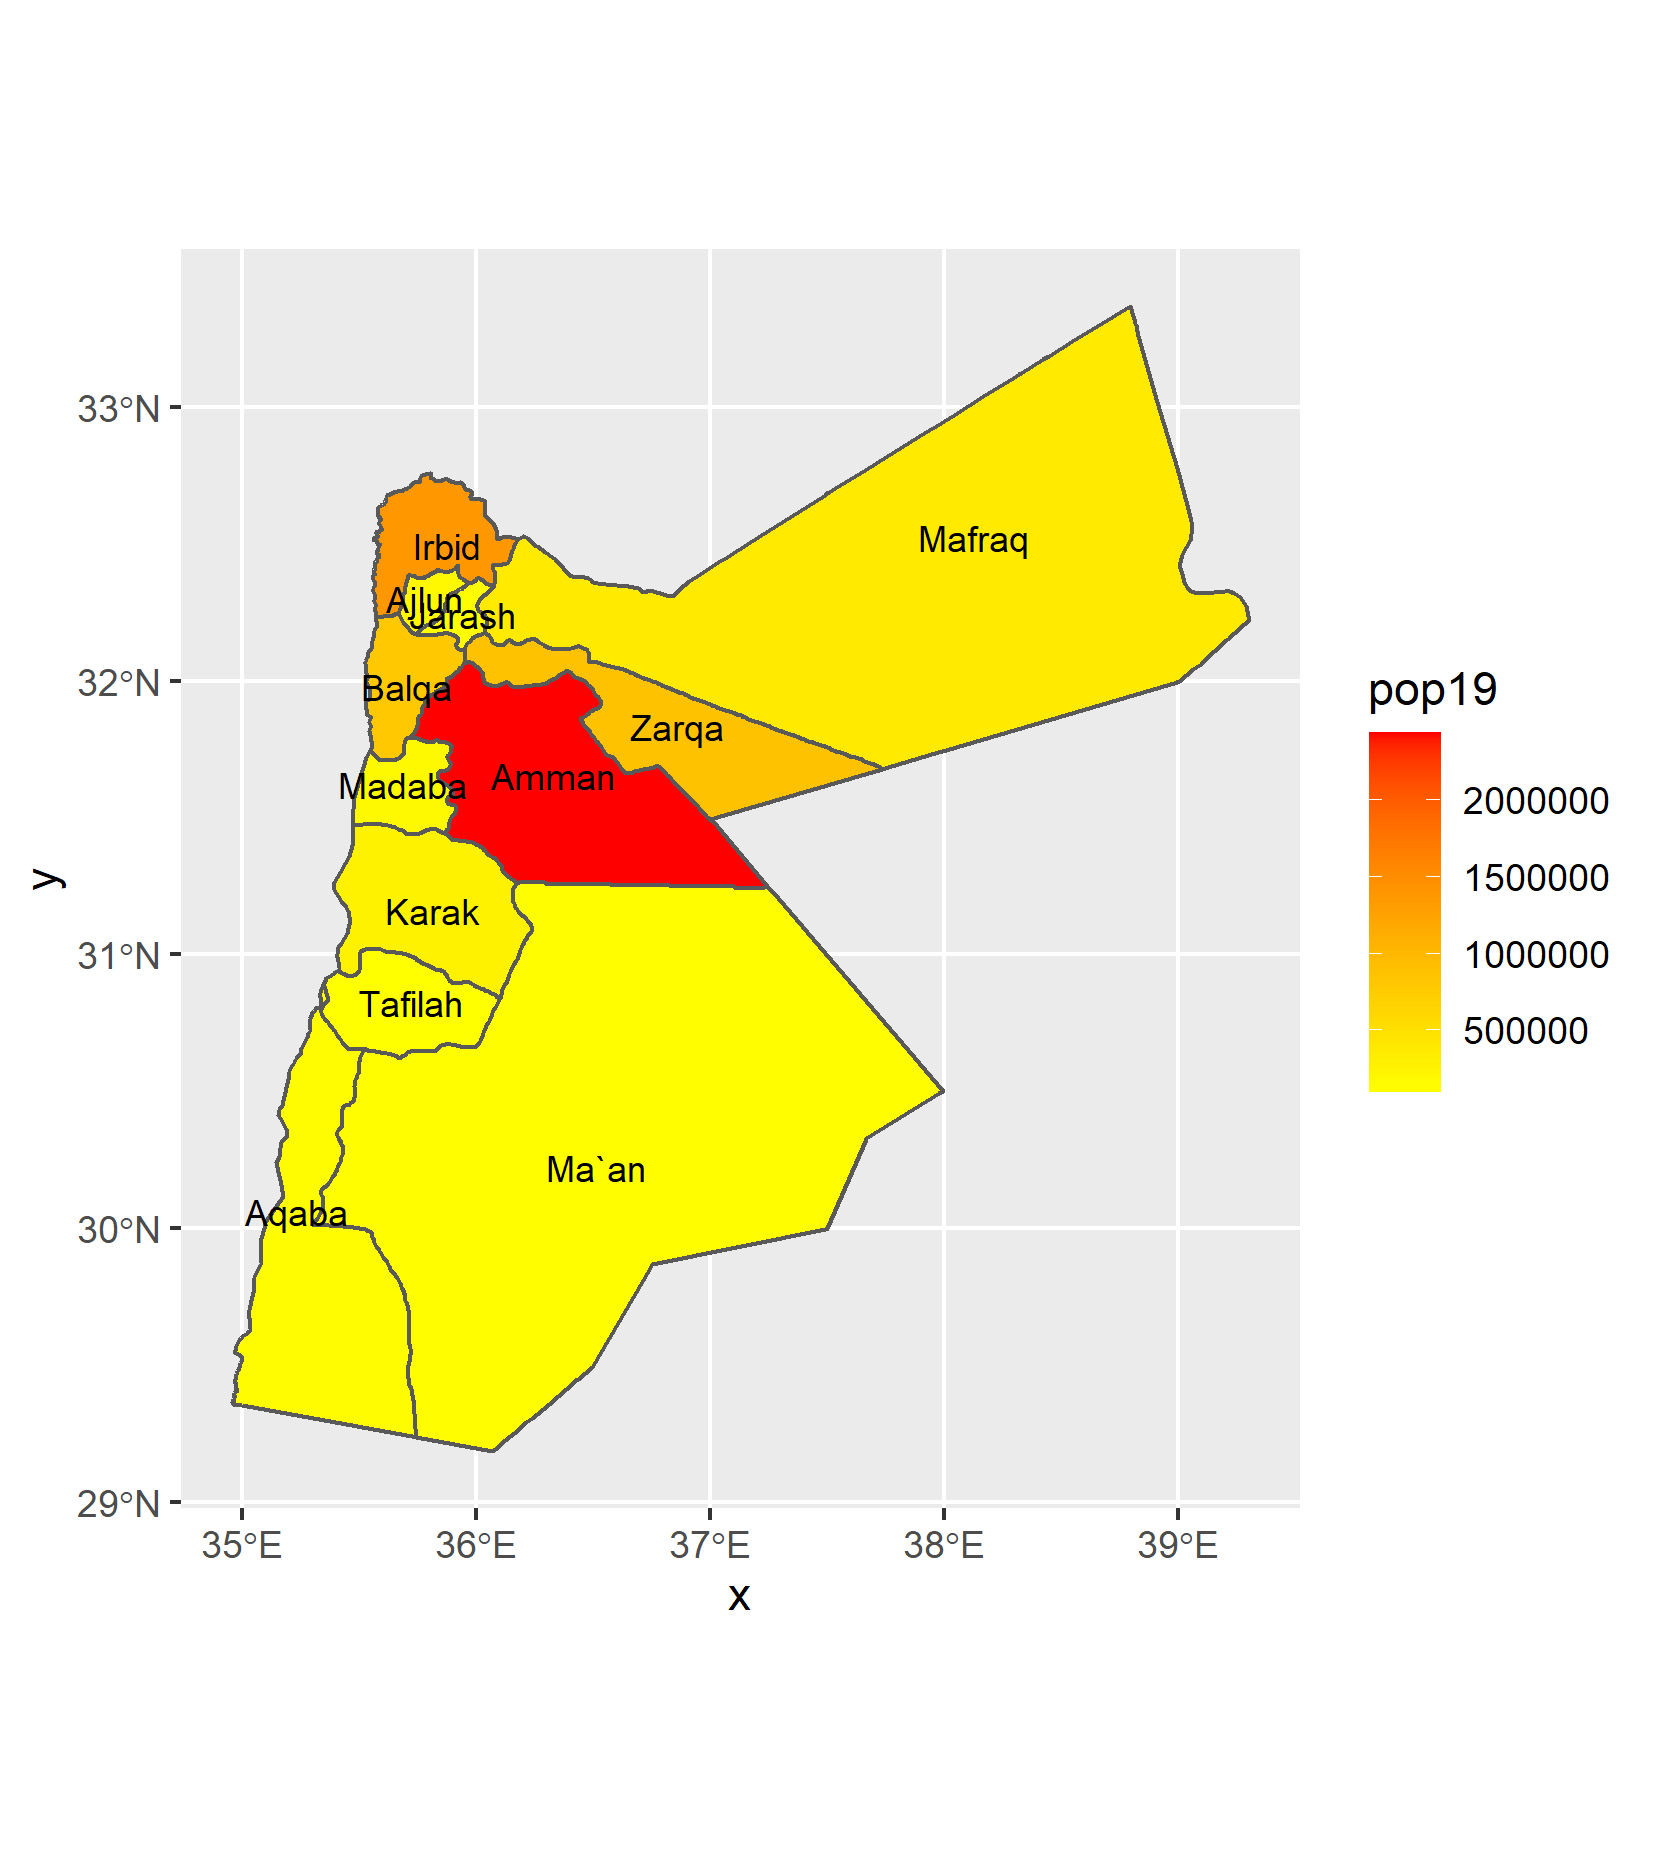 33°N
32°N
31°N
30°N
29°N
35°E
36°E
37°E
38°E
39°E
x
y
Mafraq
Irbid
Ajlun
Jarash
Balqa
Zarqa
Amman
Madaba
Karak
Tafilah
Ma`an
Aqaba
pop19
2000000
1500000
1000000
500000